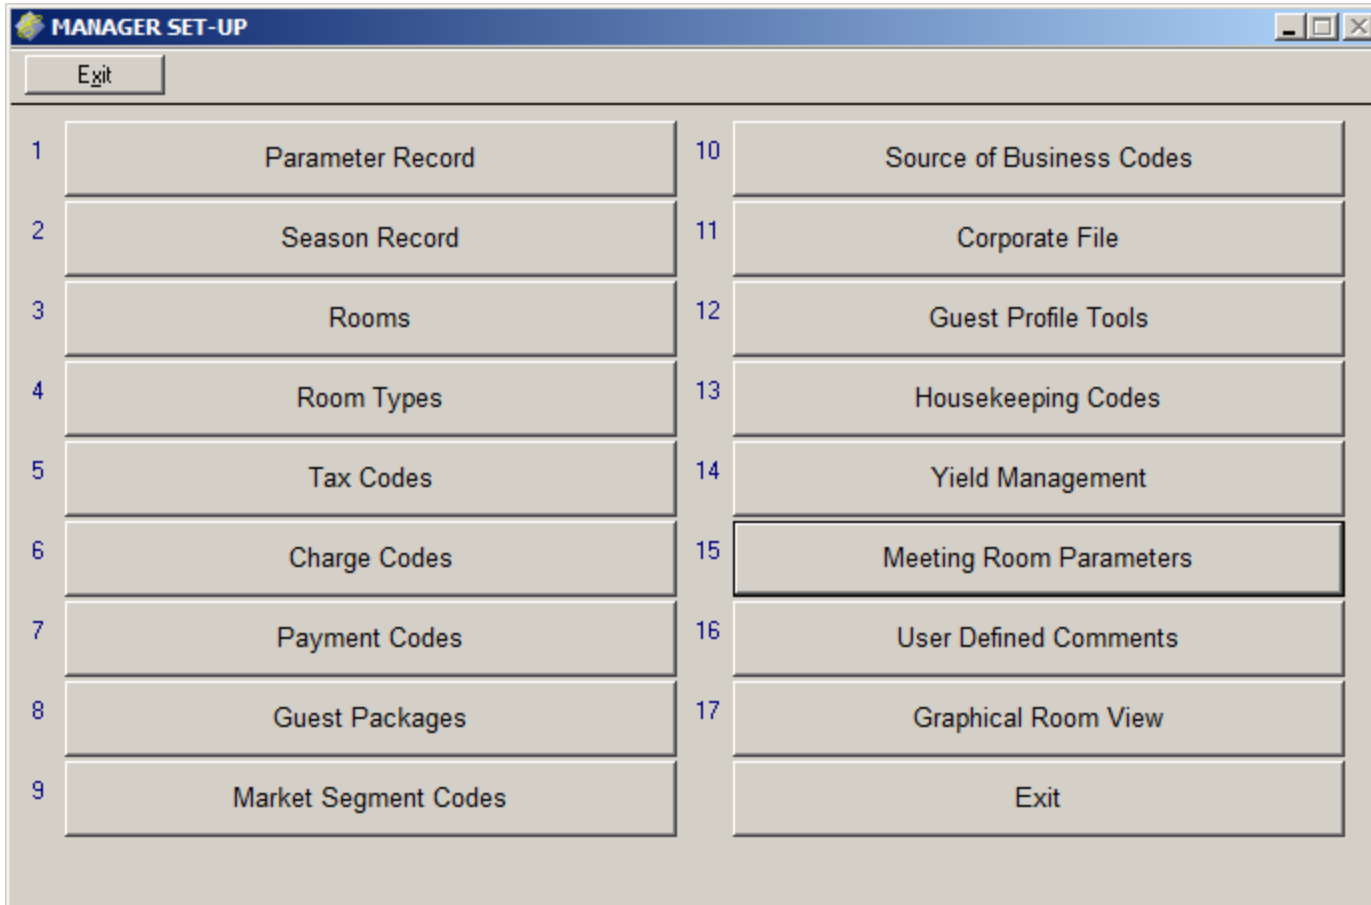 MANAGER SET-UP
Exit
1 Parameter Record
2 Season Record
3 Rooms
4 Room Types
5 Tax Codes
6 Charge Codes
7 Payment Codes
8 Guest Packages
9 Market Segment Codes
10 Source of Business Codes
11 Corporate File
12 Guest Profile Tools
13 Housekeeping Codes
14 Yield Management
15 Meeting Room Parameters
16 User Defined Comments
17 Graphical Room View
Exit